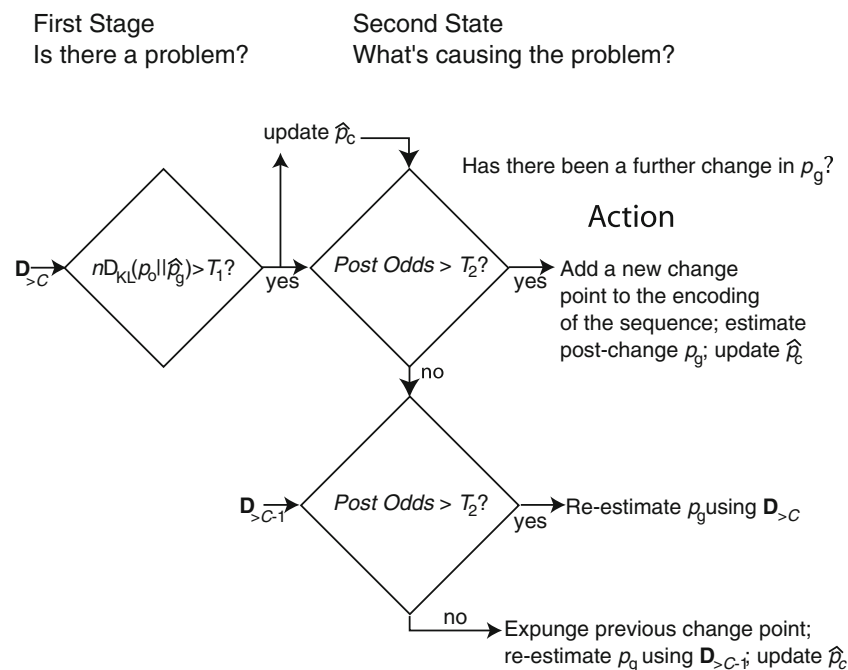 First Stage
Is there a problem?
Second State
What's causing the problem?
update p̂c
Has there been a further change in pg?
Action
D>C
nDKL(po||p̂g)>T1?
yes
Post Odds > T2?
yes
Add a new change
point to the encoding
of the sequence; estimate
post-change pg; update p̂c
no
D>C-1
Post Odds > T2?
yes
Re-estimate pg using D>C
no
Expunge previous change point;
re-estimate pg using D>C-1; update p̂c